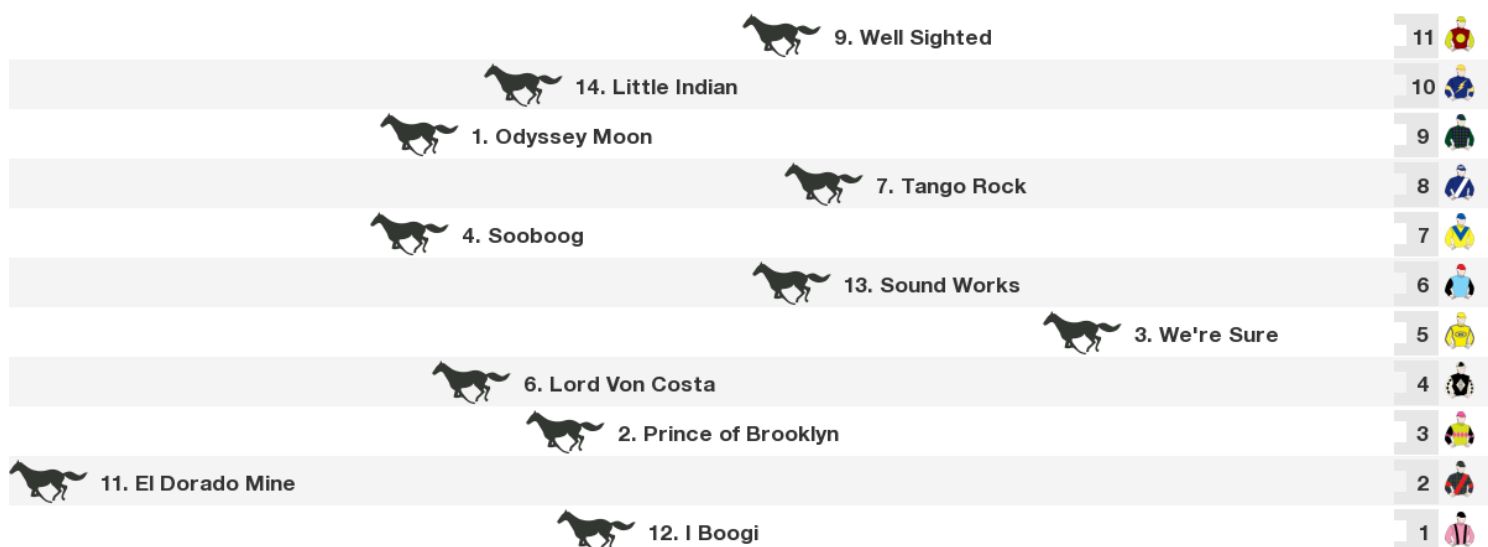 9. Well Sighted 11
14. Little Indian 10
1. Odyssey Moon 9
7. Tango Rock 8
4. Sooboog 7
13. Sound Works 6
3. We're Sure 5
6. Lord Von Costa 4
2. Prince of Brooklyn 3
11. El Dorado Mine 2
12. I Boogi 1